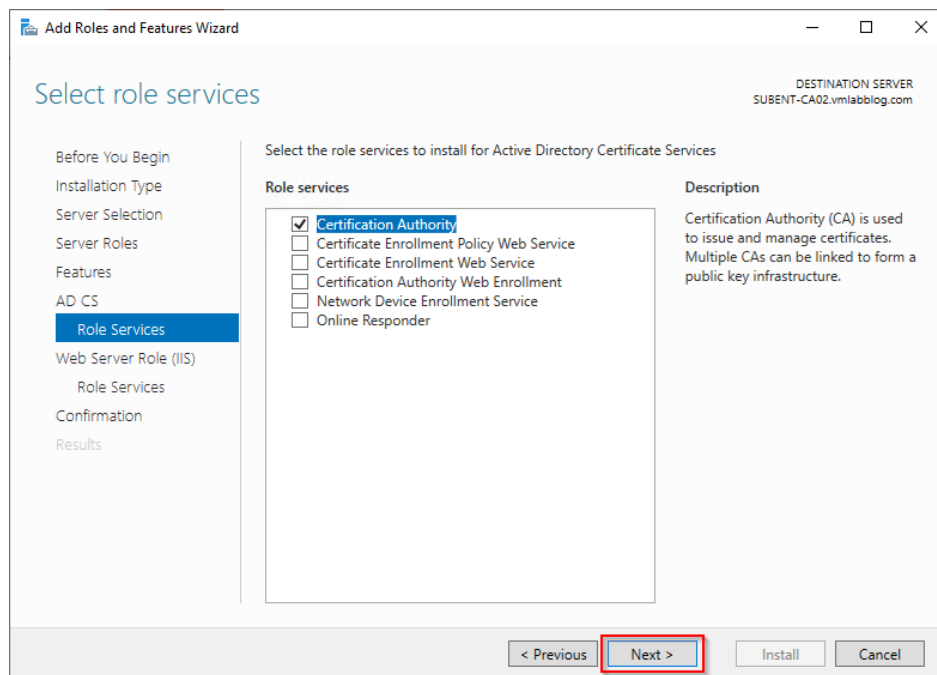 Add Roles and Features Wizard
Select role services
DESTINATION SERVER
SUBENT-CA02.vmlabblog.com
Before You Begin
Installation Type
Server Selection
Server Roles
Features
AD CS
Role Services
Web Server Role (IIS)
Role Services
Confirmation
Results
Select the role services to install for Active Directory Certificate Services
Role services
Certification Authority
Certificate Enrollment Policy Web Service
Certificate Enrollment Web Service
Certification Authority Web Enrollment
Network Device Enrollment Service
Online Responder
Description
Certification Authority (CA) is used
to issue and manage certificates.
Multiple CAs can be linked to form a
public key infrastructure.
< Previous
Next >
Install
Cancel